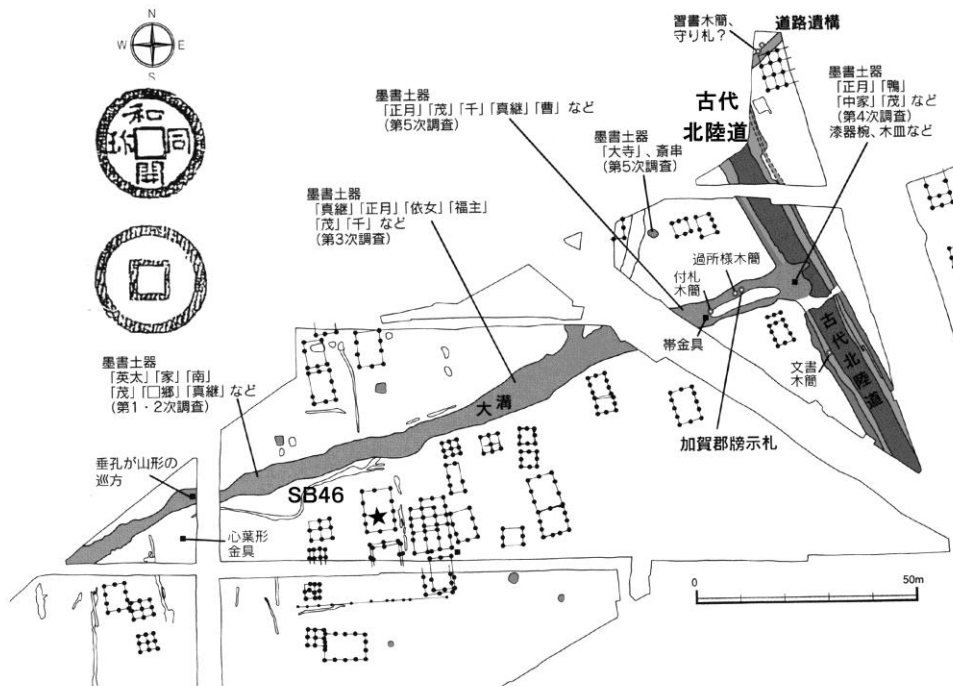 N
W E
S
和
同
開
珎
習書木簡、
守り札?
道路遺構
墨書土器
「正月」「鴨」
「中家」「茂」など
(第4次調査)
漆器椀、木皿など
古代
北陸道
墨書土器
「正月」「茂」「千」「真継」「曹」など
(第5次調査)
墨書土器
「大寺」、斎串
(第5次調査)
墨書土器
「真継」「正月」「依女」「福主」
「茂」「千」など
(第3次調査)
過所様木簡
付札
木簡
帯金具
古代北陸道
文書
木簡
加賀郡牓示札
墨書土器
「英太」「家」「南」
「茂」「□郷」「真継」など
(第1・2次調査)
大溝
垂孔が山形の
巡方
SB46
心葉形
金具
0 50m